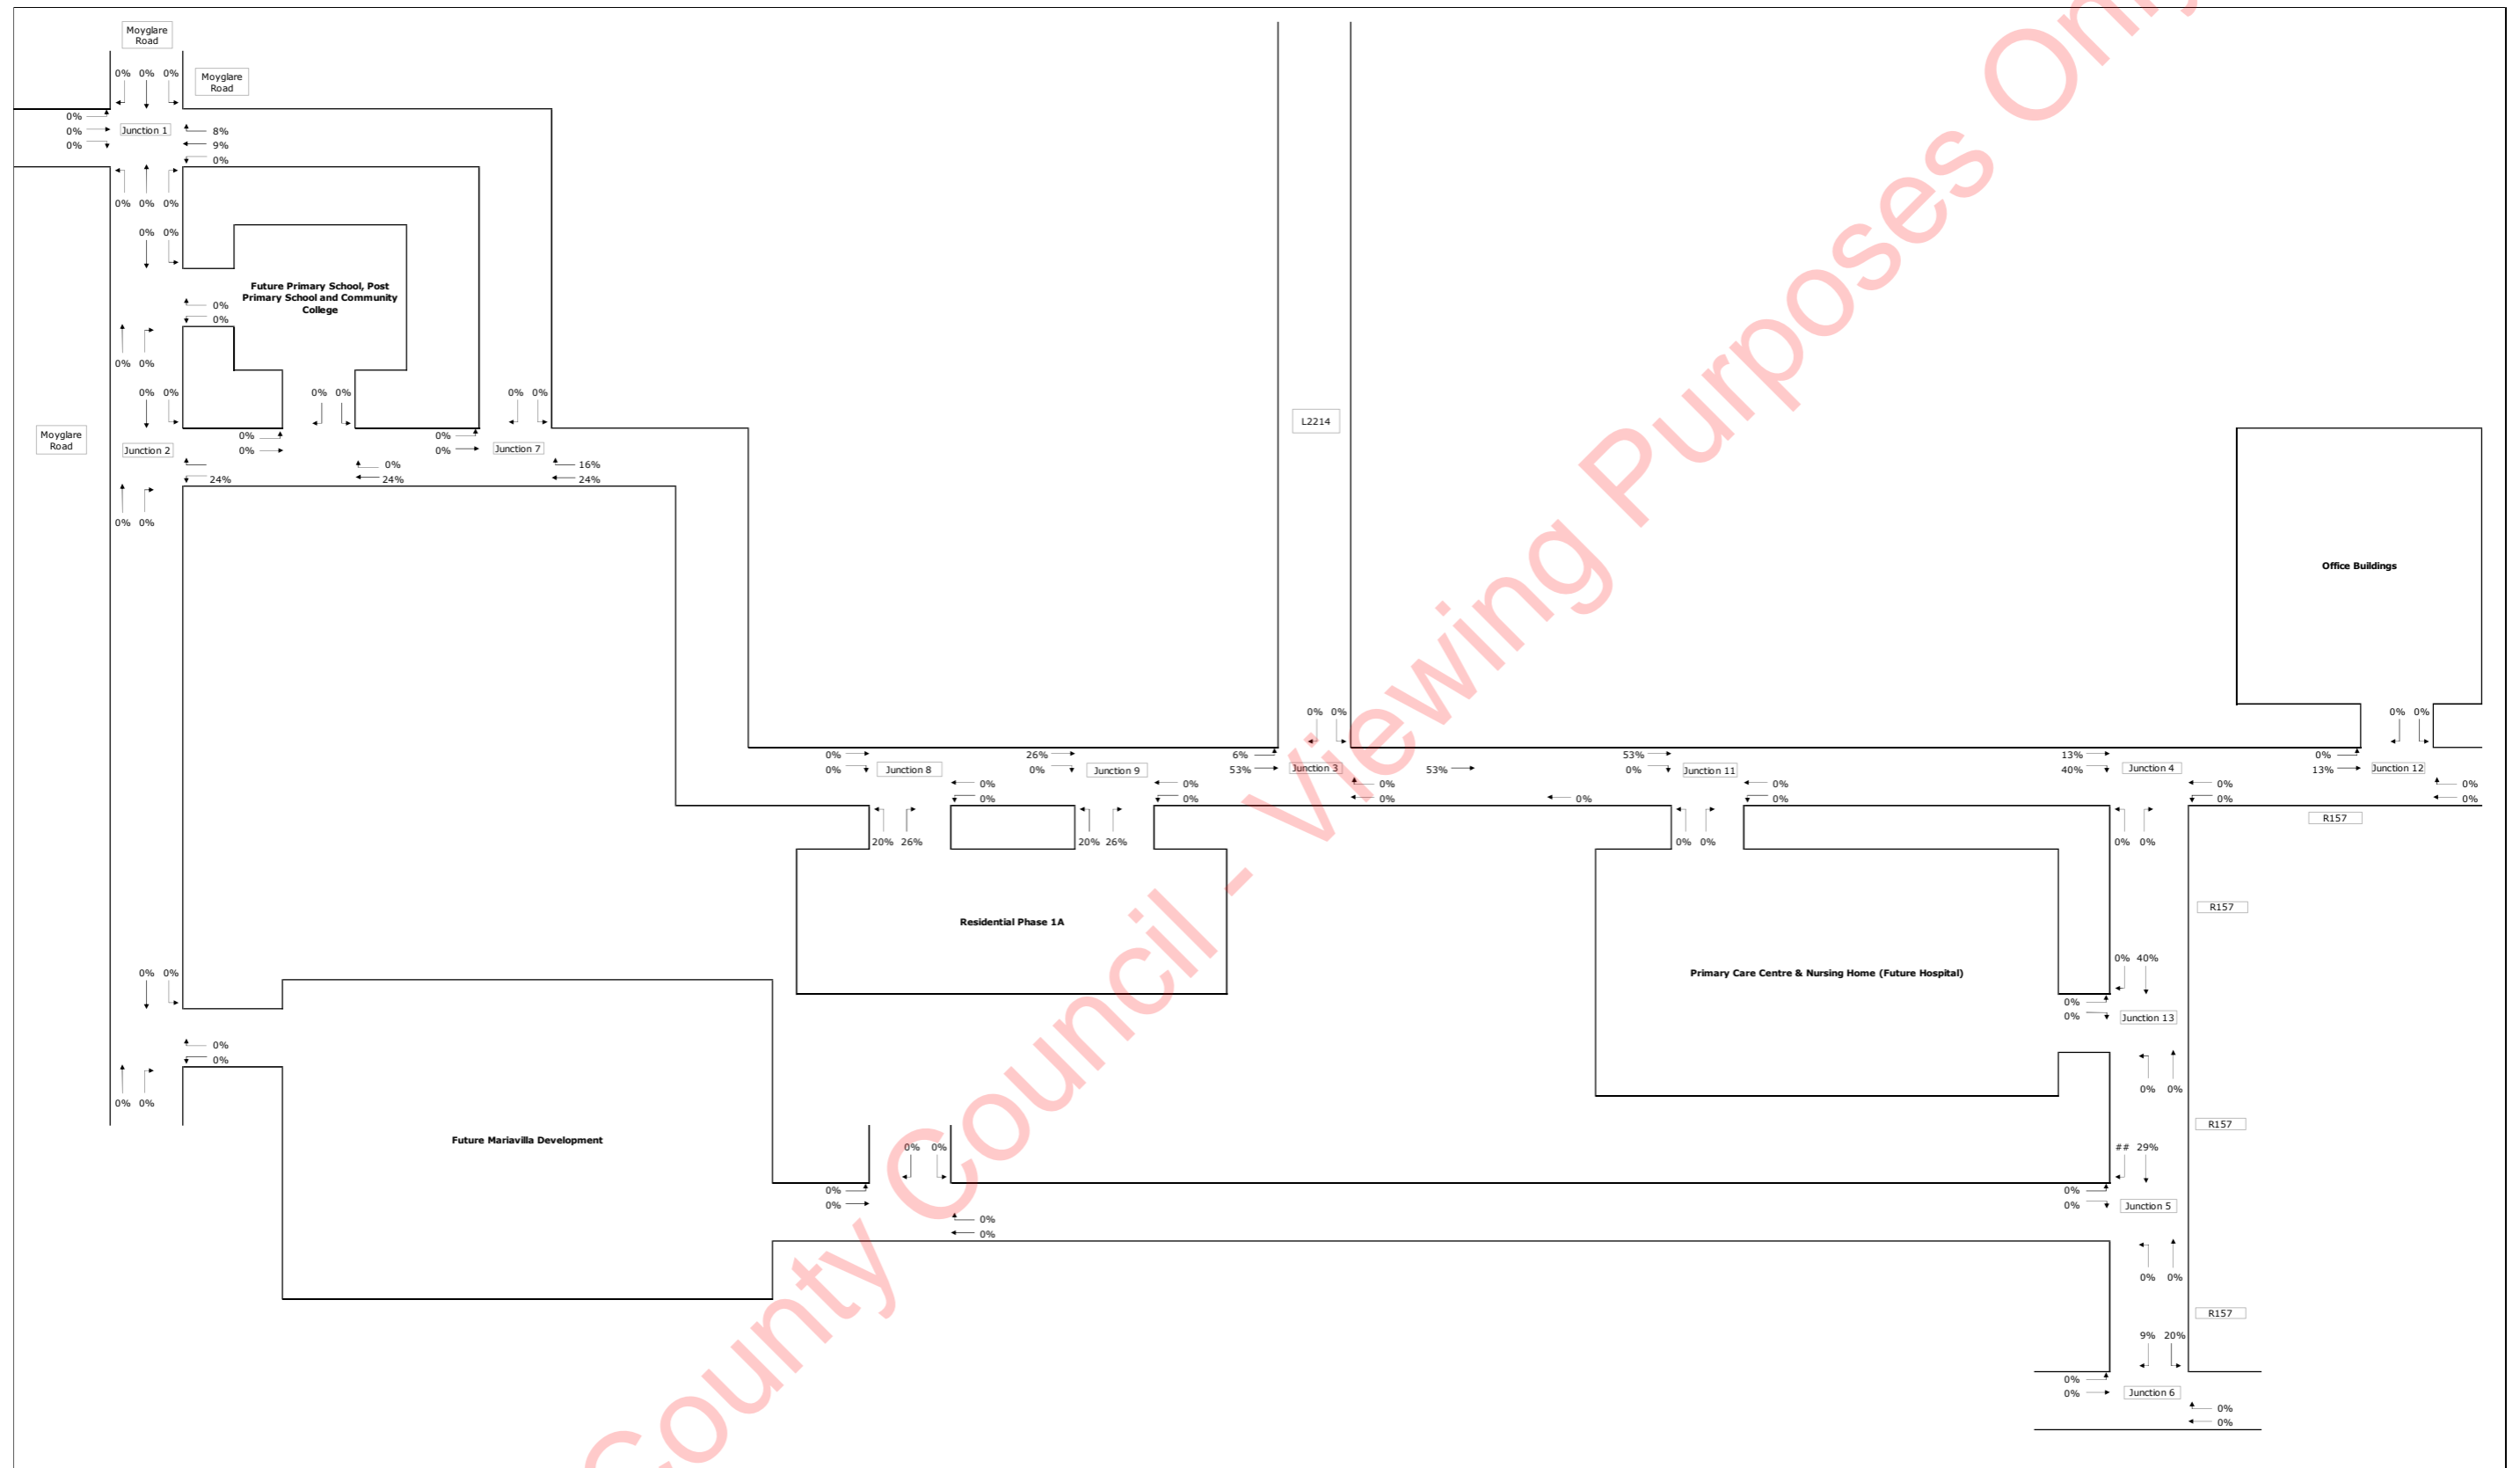 Moyglare
Road
0% 0% 0%
Moyglare
Road
0%
0%
0%
Junction 1
8%
9%
0%
0% 0% 0%
0% 0%
Future Primary School, Post
Primary School and Community
College
0%
0%
0% 0%
0% 0%
0% 0%
0% 0%
Moyglare
Road
Junction 2
0%
0%
0%
0%
Junction 7
24%
0%
24%
16%
24%
0% 0%
L2214
Office Buildings
0% 0%
0% 0%
0%
0%
Junction 8
0%
0%
26%
0%
Junction 9
0%
0%
6%
53%
Junction 3
0%
0%
53%
0%
53%
0%
Junction 11
0%
0%
13%
40%
Junction 4
0%
0%
0%
13%
Junction 12
0%
0%
R157
20% 26%
20% 26%
0% 0%
0% 0%
Residential Phase 1A
R157
Primary Care Centre & Nursing Home (Future Hospital)
0% 40%
0%
0%
Junction 13
0% 0%
0% 0%
0%
0%
0% 0%
Future Mariavilla Development
0% 0%
0%
0%
0%
0%
R157
## 29%
0%
0%
Junction 5
0% 0%
R157
9% 20%
0%
0%
Junction 6
0%
0%
County Council - Viewing Purposes Only